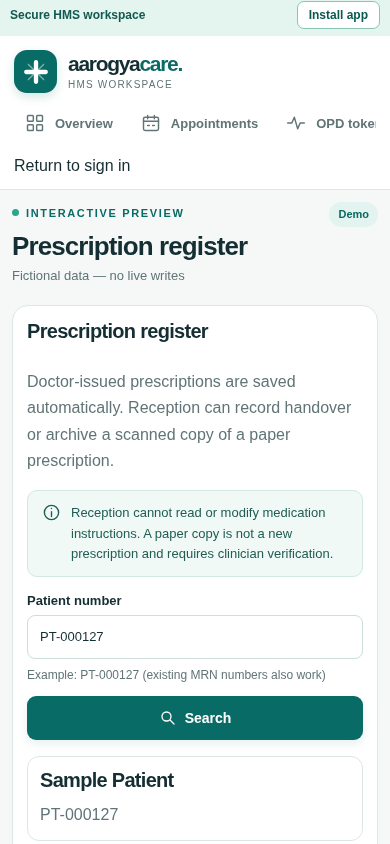 Secure HMS workspace
Install app
aarogyacare.
HMS WORKSPACE
Overview
Appointments
OPD
Return to sign in
INTERACTIVE PREVIEW
Demo
Prescription register
Fictional data — no live writes
Prescription register
Doctor-issued prescriptions are saved
automatically. Reception can record handover
or archive a scanned copy of a paper
prescription.
Reception cannot read or modify medication
instructions. A paper copy is not a new
prescription and requires clinician verification.
Patient number
PT-000127
Example: PT-000127 (existing MRN numbers also work)
Search
Sample Patient
PT-000127